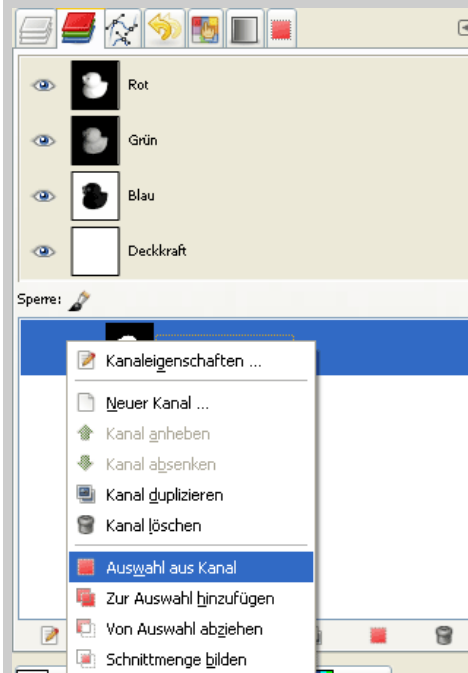 Rot
Grün
Blau
Deckkraft
Sperre:
Kanaleigenschaften ...
Neuer Kanal ...
Kanal anheben
Kanal absenken
Kanal duplizieren
Kanal löschen
Auswahl aus Kanal
Zur Auswahl hinzufügen
Von Auswahl abziehen
Schnittmenge bilden